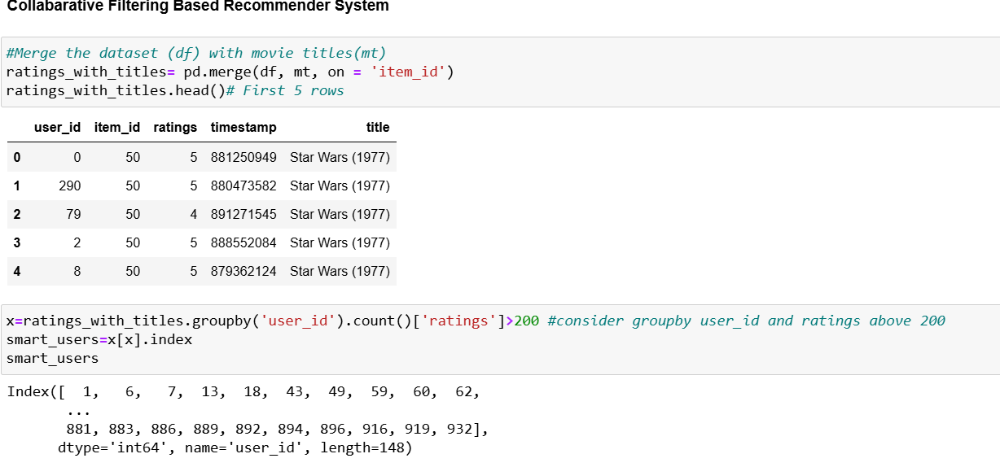 Collabarative Filtering Based Recommender System
#Merge the dataset (df) with movie titles(mt)
ratings_with_titles= pd.merge(df, mt, on = 'item_id')
ratings_with_titles.head()# First 5 rows
user_id item_id ratings timestamp title
0 0 50 5 881250949 Star Wars (1977)
1 290 50 5 880473582 Star Wars (1977)
2 79 50 4 891271545 Star Wars (1977)
3 2 50 5 888552084 Star Wars (1977)
4 8 50 5 879362124 Star Wars (1977)
x=ratings_with_titles.groupby('user_id').count()['ratings']>200 #consider groupby user_id and ratings above 200
smart_users=x[x].index
smart_users
Index([  1,   6,   7,  13,  18,  43,  49,  59,  60,  62,
...
881, 883, 886, 889, 892, 894, 896, 916, 919, 932],
dtype='int64', name='user_id', length=148)